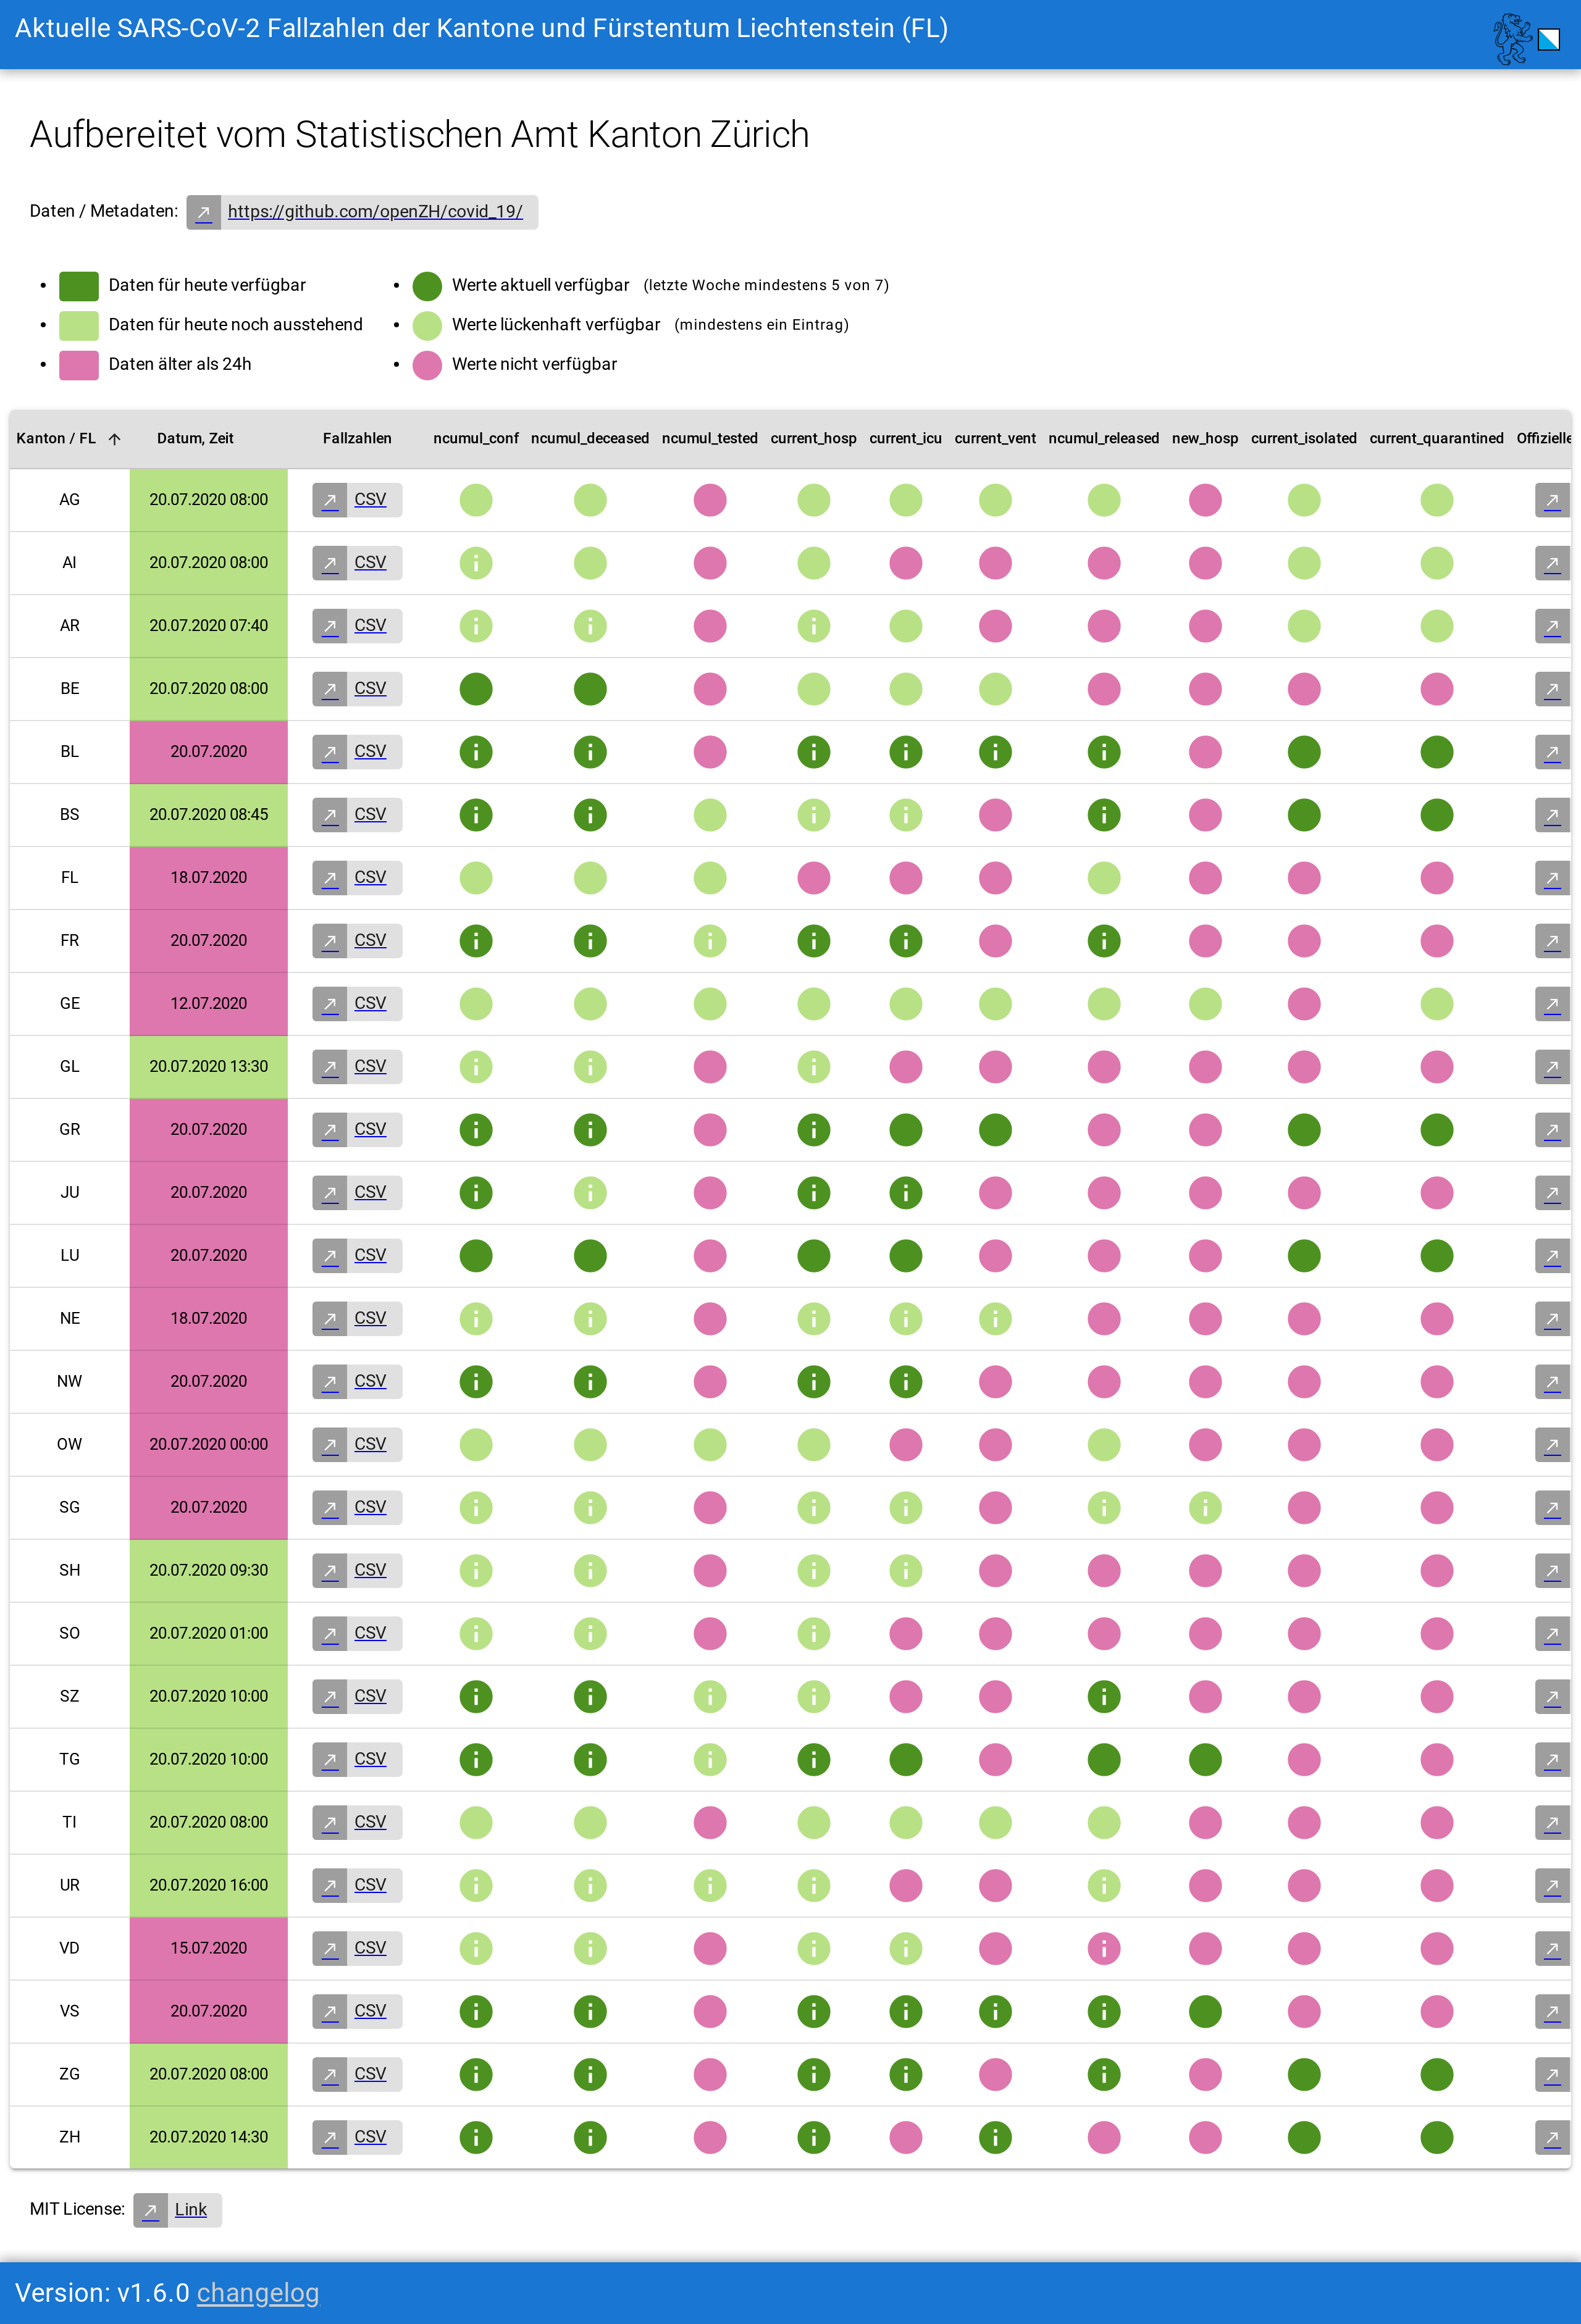 Aktuelle SARS-CoV-2 Fallzahlen der Kantone und Fürstentum Liechtenstein (FL)
Aufbereitet vom Statistischen Amt Kanton Zürich
Daten / Metadaten: https://github.com/openZH/covid_19/
Daten für heute verfügbar
Daten für heute noch ausstehend
Daten älter als 24h
Werte aktuell verfügbar (letzte Woche mindestens 5 von 7)
Werte lückenhaft verfügbar (mindestens ein Eintrag)
Werte nicht verfügbar
Kanton / FL Datum, Zeit Fallzahlen ncumul_conf ncumul_deceased ncumul_tested current_hosp current_icu current_vent ncumul_released new_hosp current_isolated current_quarantined Offizielle
AG 20.07.2020 08:00 CSV
AI 20.07.2020 08:00 CSV
AR 20.07.2020 07:40 CSV
BE 20.07.2020 08:00 CSV
BL 20.07.2020 CSV
BS 20.07.2020 08:45 CSV
FL 18.07.2020 CSV
FR 20.07.2020 CSV
GE 12.07.2020 CSV
GL 20.07.2020 13:30 CSV
GR 20.07.2020 CSV
JU 20.07.2020 CSV
LU 20.07.2020 CSV
NE 18.07.2020 CSV
NW 20.07.2020 CSV
OW 20.07.2020 00:00 CSV
SG 20.07.2020 CSV
SH 20.07.2020 09:30 CSV
SO 20.07.2020 01:00 CSV
SZ 20.07.2020 10:00 CSV
TG 20.07.2020 10:00 CSV
TI 20.07.2020 08:00 CSV
UR 20.07.2020 16:00 CSV
VD 15.07.2020 CSV
VS 20.07.2020 CSV
ZG 20.07.2020 08:00 CSV
ZH 20.07.2020 14:30 CSV
MIT License: Link
Version: v1.6.0 changelog